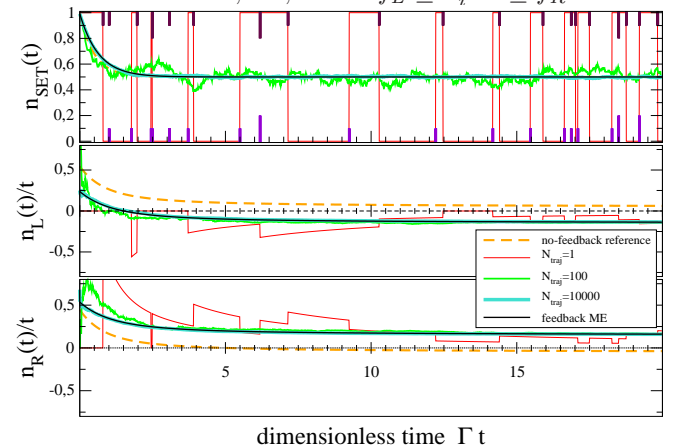 n_SET(t)
1
0.8
0.6
0.4
0.2
0
n_L(t)/t
0.5
0
-0.5
no-feedback reference
N_traj=1
N_traj=100
N_traj=10000
feedback ME
n_R(t)/t
0.5
0
-0.5
5
10
15
dimensionless time Γ t